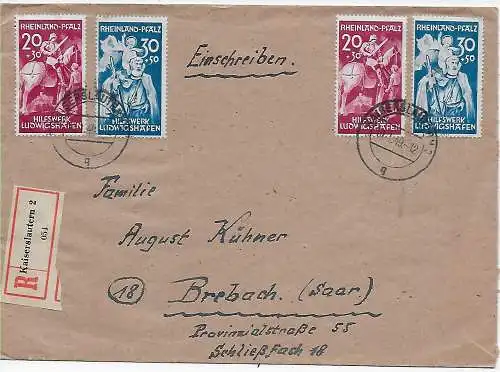 20
+30
RHEINLAND-PFALZ
HILFSWERK
LUDWIGSHAFEN
RHEINLAND-PFALZ
30
+50
HILFSWERK
LUDWIGSHAFEN
Einschreiben.
20
+30
RHEINLAND-PFALZ
HILFSWERK
LUDWIGSHAFEN
RHEINLAND-PFALZ
30
+50
HILFSWERK
LUDWIGSHAFEN
q
q
R
Kaiserslautern 2
051
Familie
August Kühner
18 Brebach (Saar)
Provinzialstraße 55
Schließfach 18